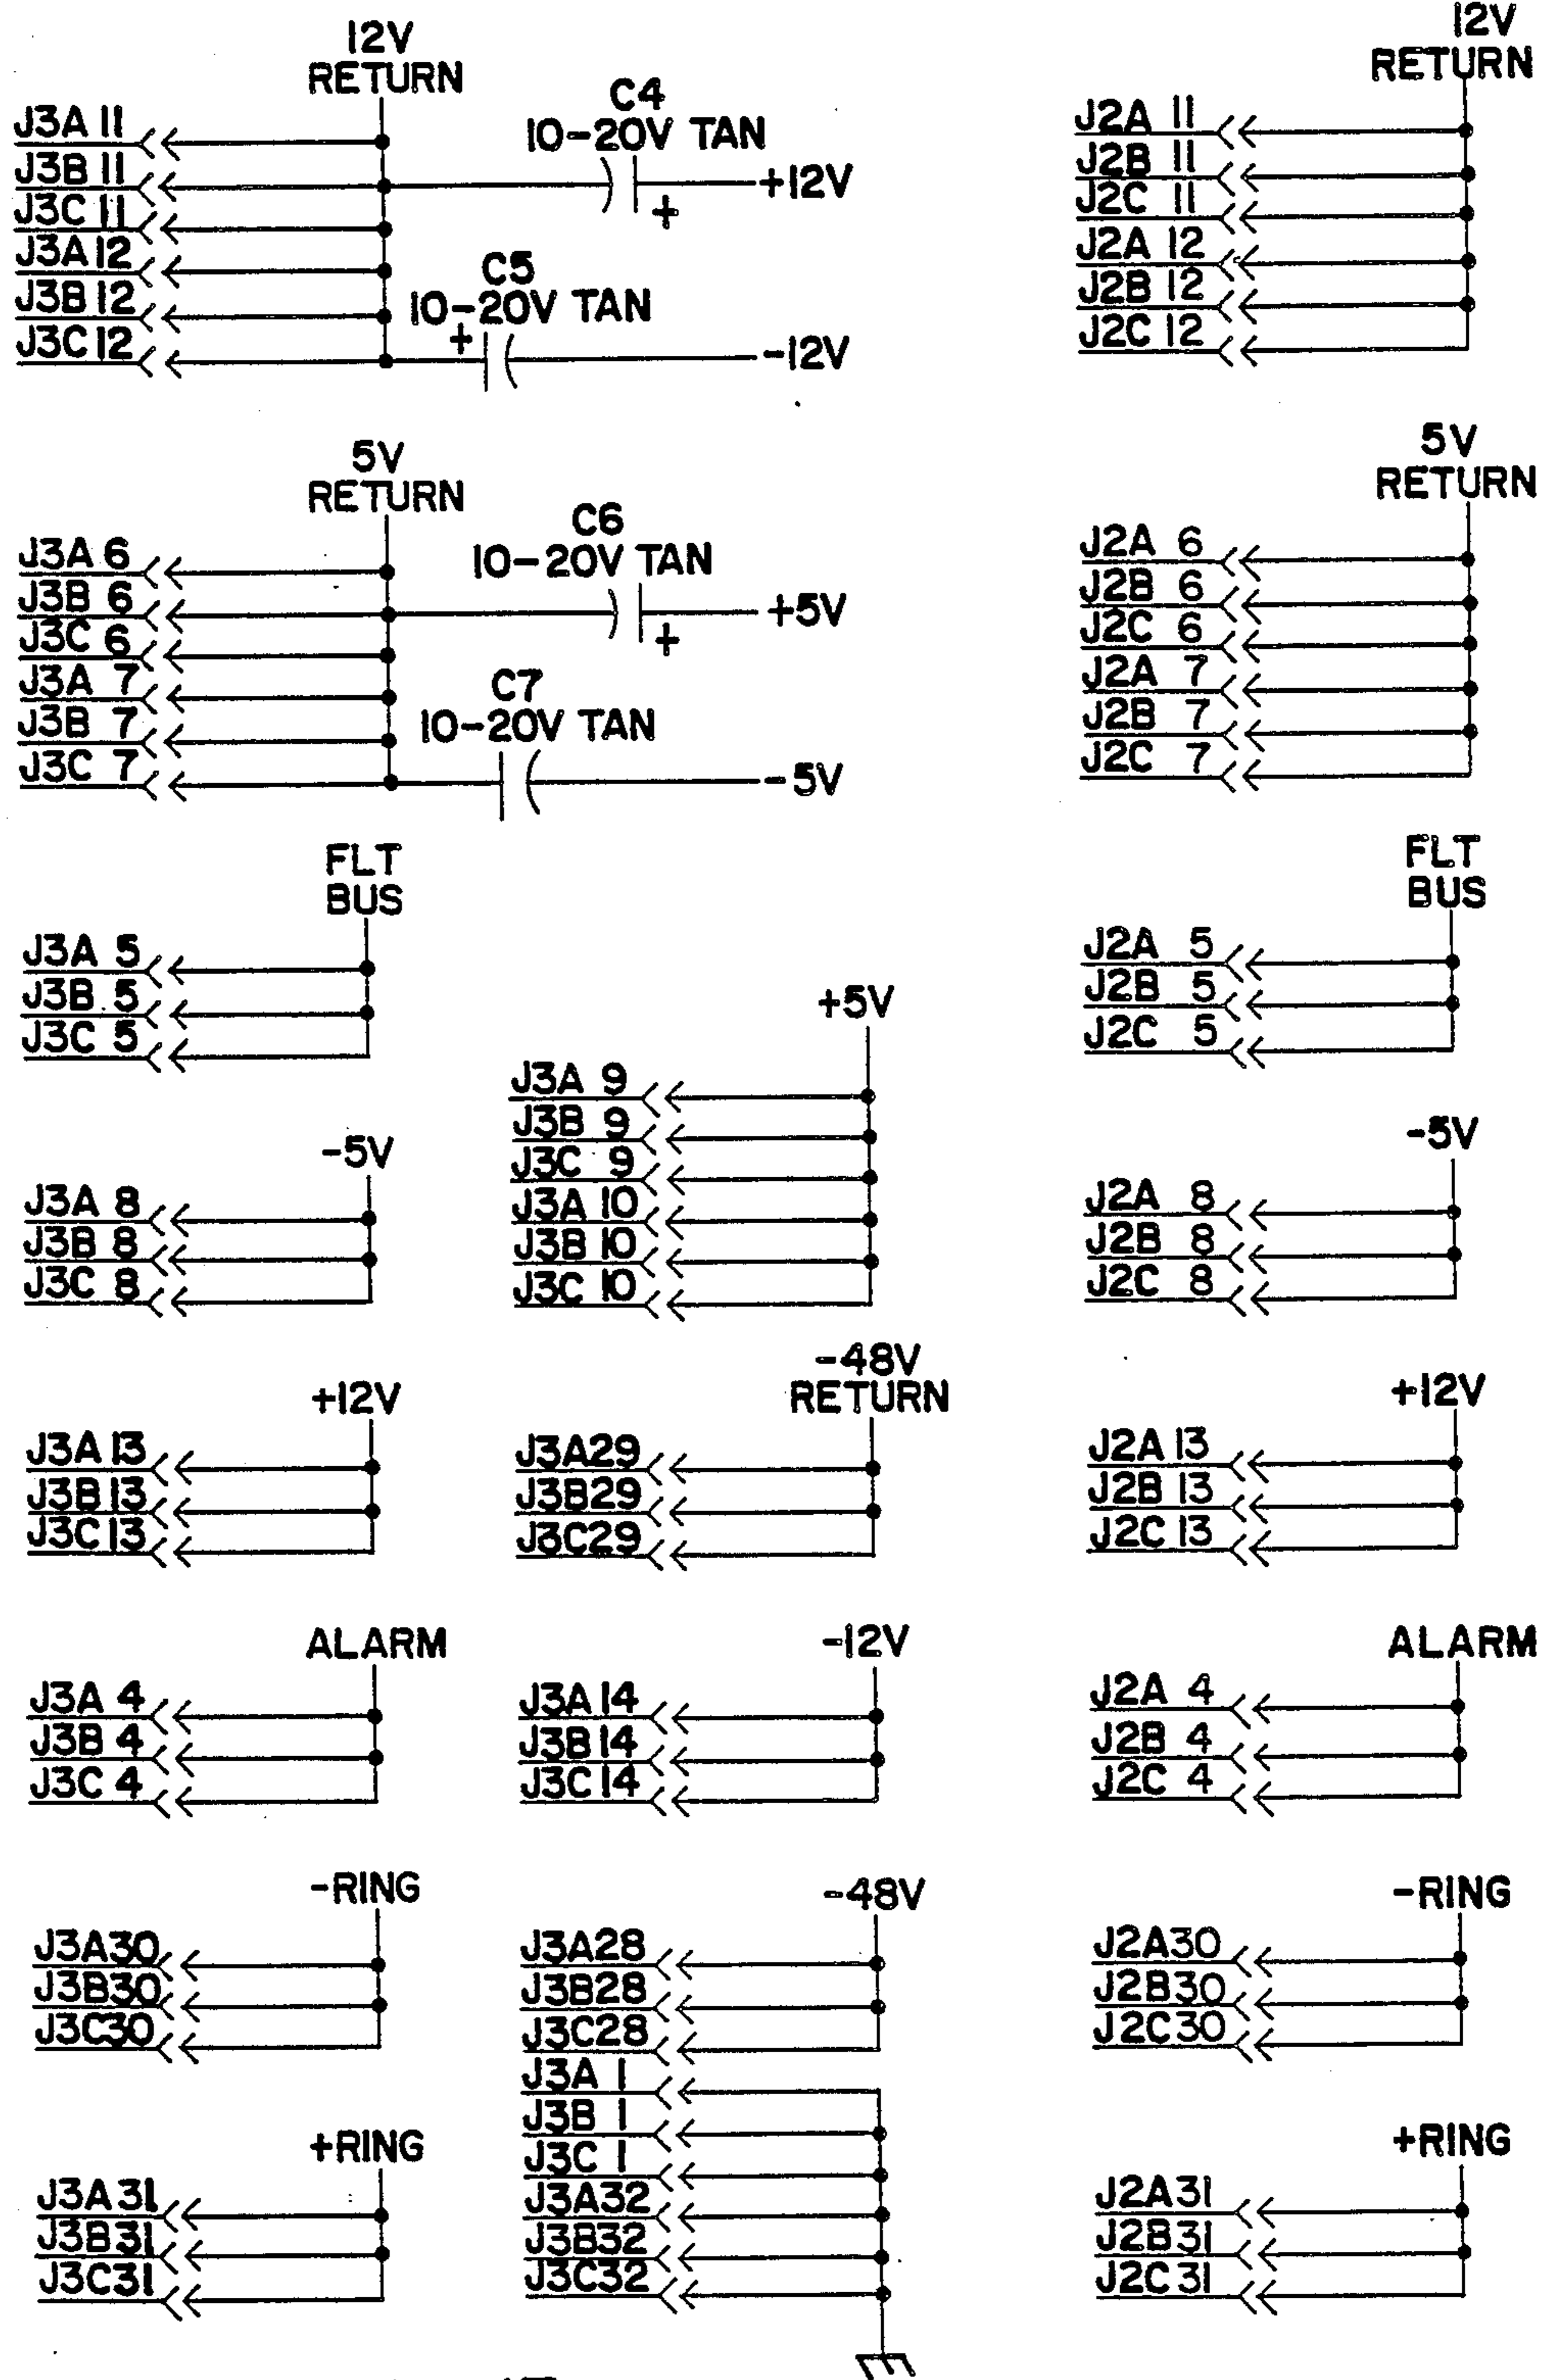 12V
RETURN
J3A 11
J3B 11
J3C 11
J3A 12
J3B 12
J3C 12
C4
10-20V TAN
+12V
+
C5
10-20V TAN
+
-12V
5V
RETURN
J3A 6
J3B 6
J3C 6
J3A 7
J3B 7
J3C 7
C6
10-20V TAN
+5V
+
C7
10-20V TAN
-5V
FLT
BUS
J3A 5
J3B 5
J3C 5
-5V
J3A 8
J3B 8
J3C 8
+12V
J3A 13
J3B 13
J3C 13
ALARM
J3A 4
J3B 4
J3C 4
-RING
J3A30
J3B30
J3C30
+RING
J3A31
J3B31
J3C31
+5V
J3A 9
J3B 9
J3C 9
J3A 10
J3B 10
J3C 10
-48V
RETURN
J3A29
J3B29
J3C29
-12V
J3A 14
J3B 14
J3C 14
-48V
J3A28
J3B28
J3C28
J3A 1
J3B 1
J3C 1
J3A32
J3B32
J3C32
12V
RETURN
J2A 11
J2B 11
J2C 11
J2A 12
J2B 12
J2C 12
5V
RETURN
J2A 6
J2B 6
J2C 6
J2A 7
J2B 7
J2C 7
FLT
BUS
J2A 5
J2B 5
J2C 5
-5V
J2A 8
J2B 8
J2C 8
+12V
J2A 13
J2B 13
J2C 13
ALARM
J2A 4
J2B 4
J2C 4
-RING
J2A30
J2B30
J2C30
+RING
J2A31
J2B31
J2C31